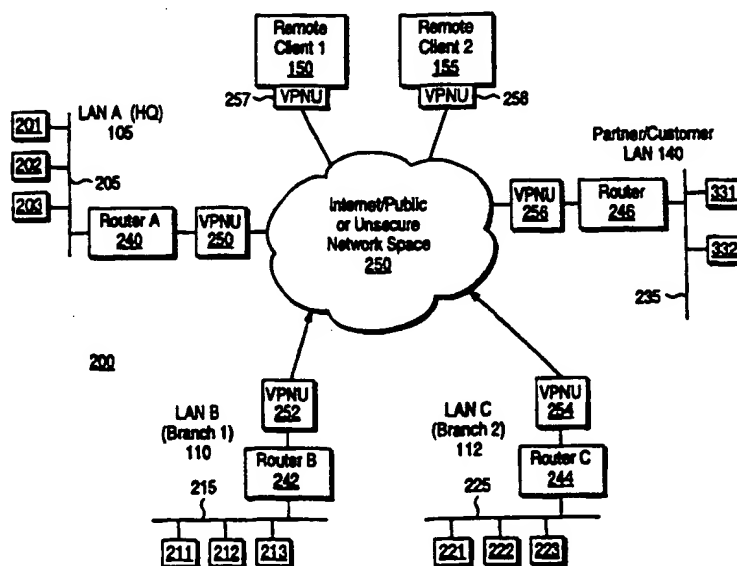 Remote
Client 1
150
VPNU
257
Remote
Client 2
155
VPNU
258
LAN A (HQ)
105
201
202
203
205
Router A
240
VPNU
250
Internet/Public
or Unsecure
Network Space
250
Partner/Customer
LAN 140
VPNU
256
Router
246
331
332
235
200
VPNU
252
LAN B
(Branch 1)
110
Router B
242
215
211
212
213
VPNU
254
LAN C
(Branch 2)
112
Router C
244
225
221
222
223